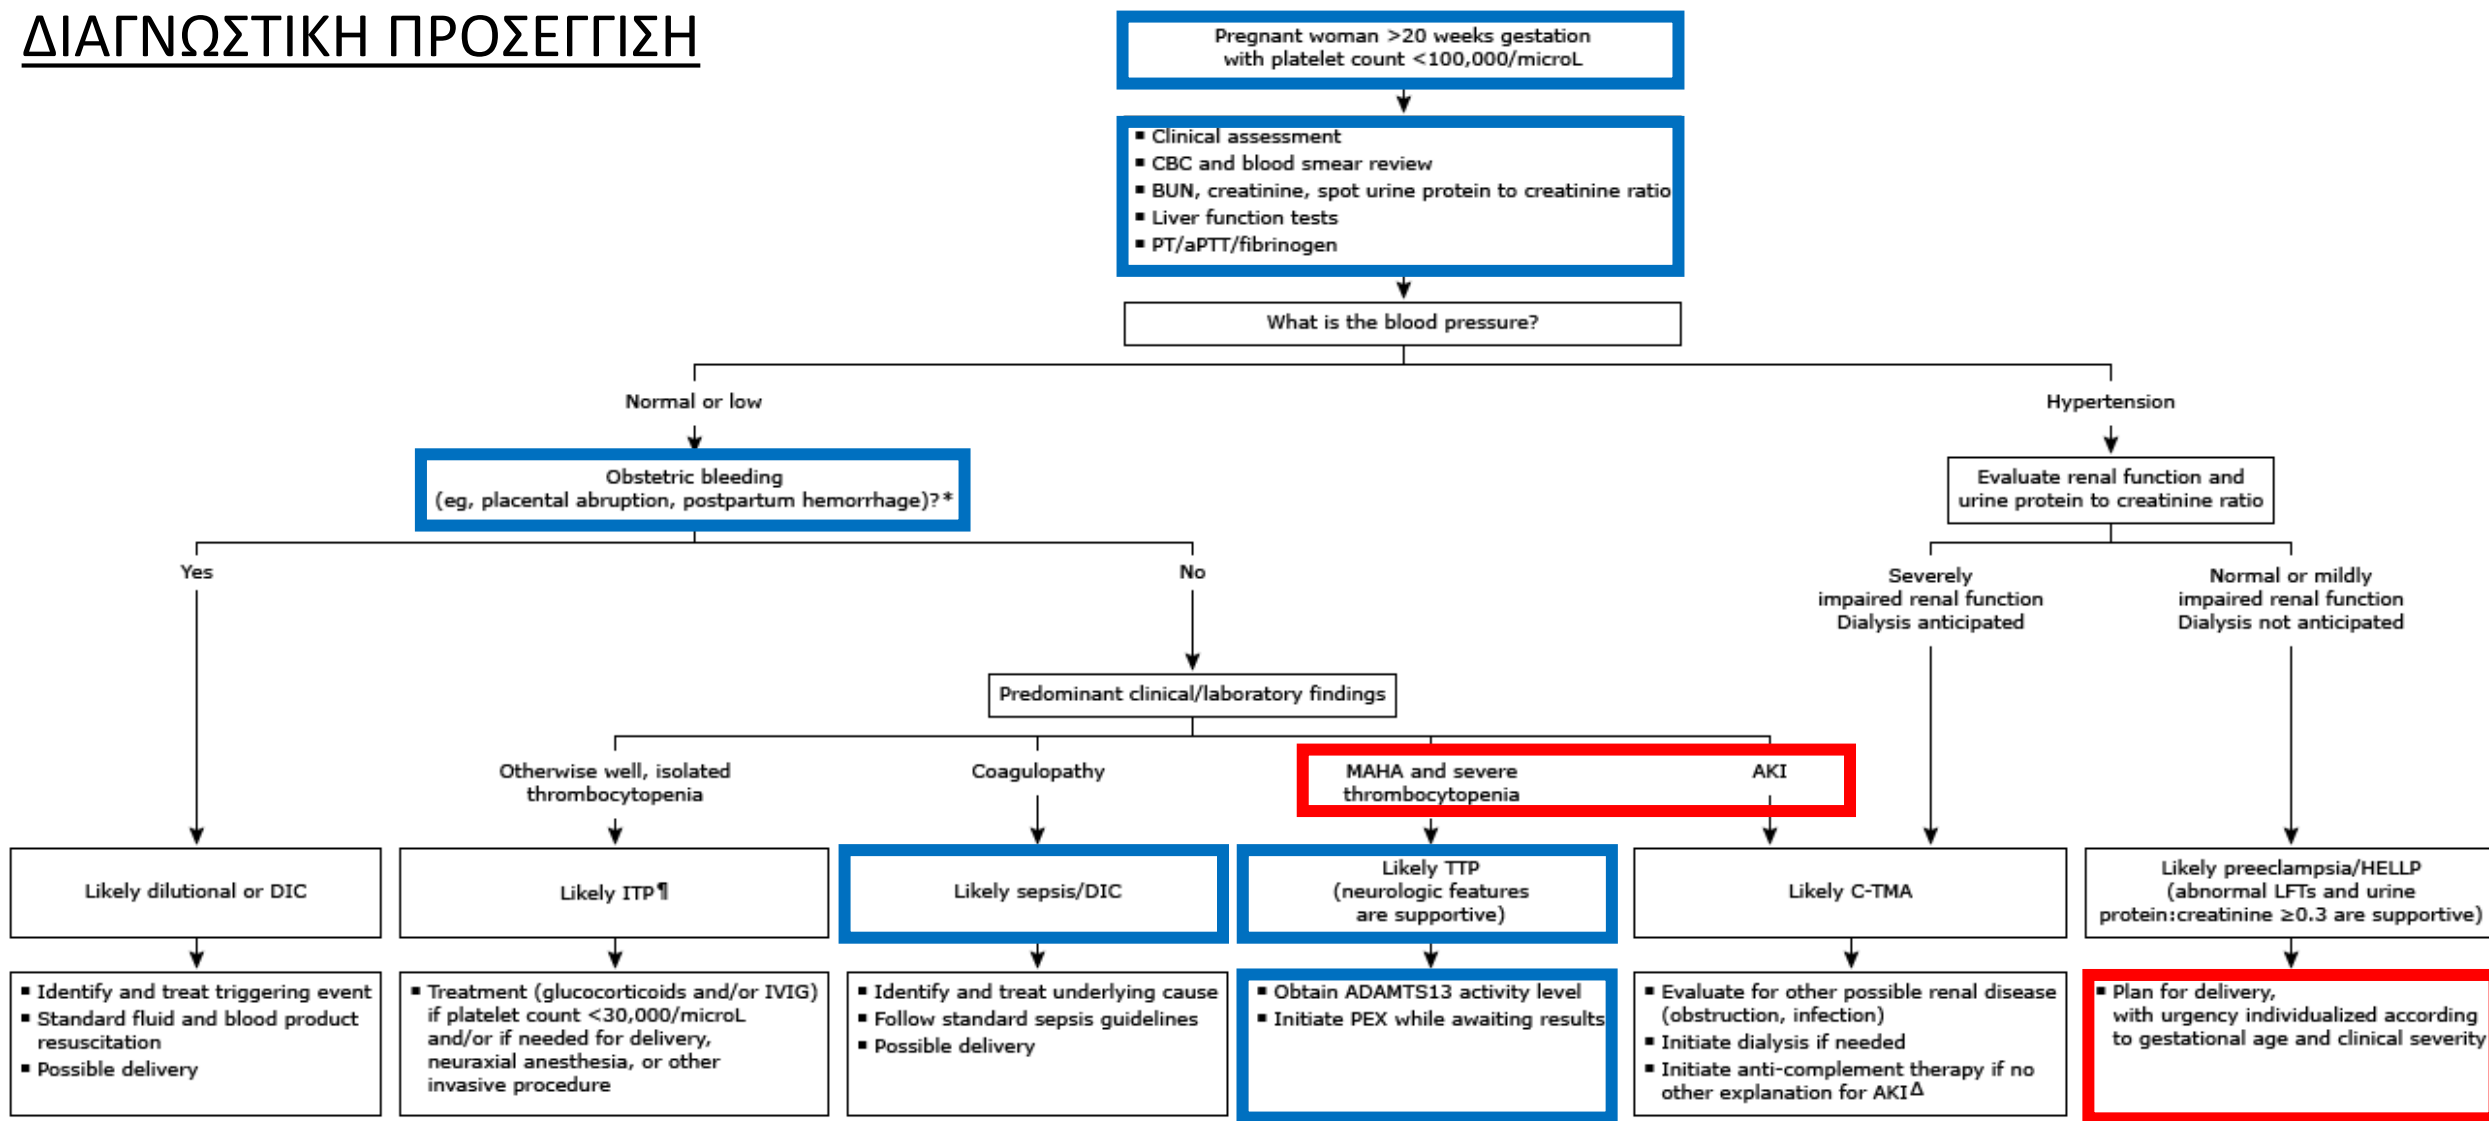 ΔΙΑΓΝΩΣΤΙΚΗ ΠΡΟΣΕΓΓΙΣΗ
Pregnant woman >20 weeks gestation
with platelet count <100,000/microL
▪ Clinical assessment
▪ CBC and blood smear review
▪ BUN, creatinine, spot urine protein to creatinine ratio
▪ Liver function tests
▪ PT/aPTT/fibrinogen
What is the blood pressure?
Normal or low
Hypertension
Obstetric bleeding
(eg, placental abruption, postpartum hemorrhage)?*
Evaluate renal function and
urine protein to creatinine ratio
Yes
No
Severely
impaired renal function
Dialysis anticipated
Normal or mildly
impaired renal function
Dialysis not anticipated
Predominant clinical/laboratory findings
Otherwise well, isolated
thrombocytopenia
Coagulopathy
MAHA and severe
thrombocytopenia
AKI
Likely dilutional or DIC
Likely ITP¶
Likely sepsis/DIC
Likely TTP
(neurologic features
are supportive)
Likely C-TMA
Likely preeclampsia/HELLP
(abnormal LFTs and urine
protein:creatinine ≥0.3 are supportive)
▪ Identify and treat triggering event
▪ Standard fluid and blood product
resuscitation
▪ Possible delivery
▪ Treatment (glucocorticoids and/or IVIG)
if platelet count <30,000/microL
and/or if needed for delivery,
neuraxial anesthesia, or other
invasive procedure
▪ Identify and treat underlying cause
▪ Follow standard sepsis guidelines
▪ Possible delivery
▪ Obtain ADAMTS13 activity level
▪ Initiate PEX while awaiting results
▪ Evaluate for other possible renal disease
(obstruction, infection)
▪ Initiate dialysis if needed
▪ Initiate anti-complement therapy if no
other explanation for AKIΔ
▪ Plan for delivery,
with urgency individualized according
to gestational age and clinical severity